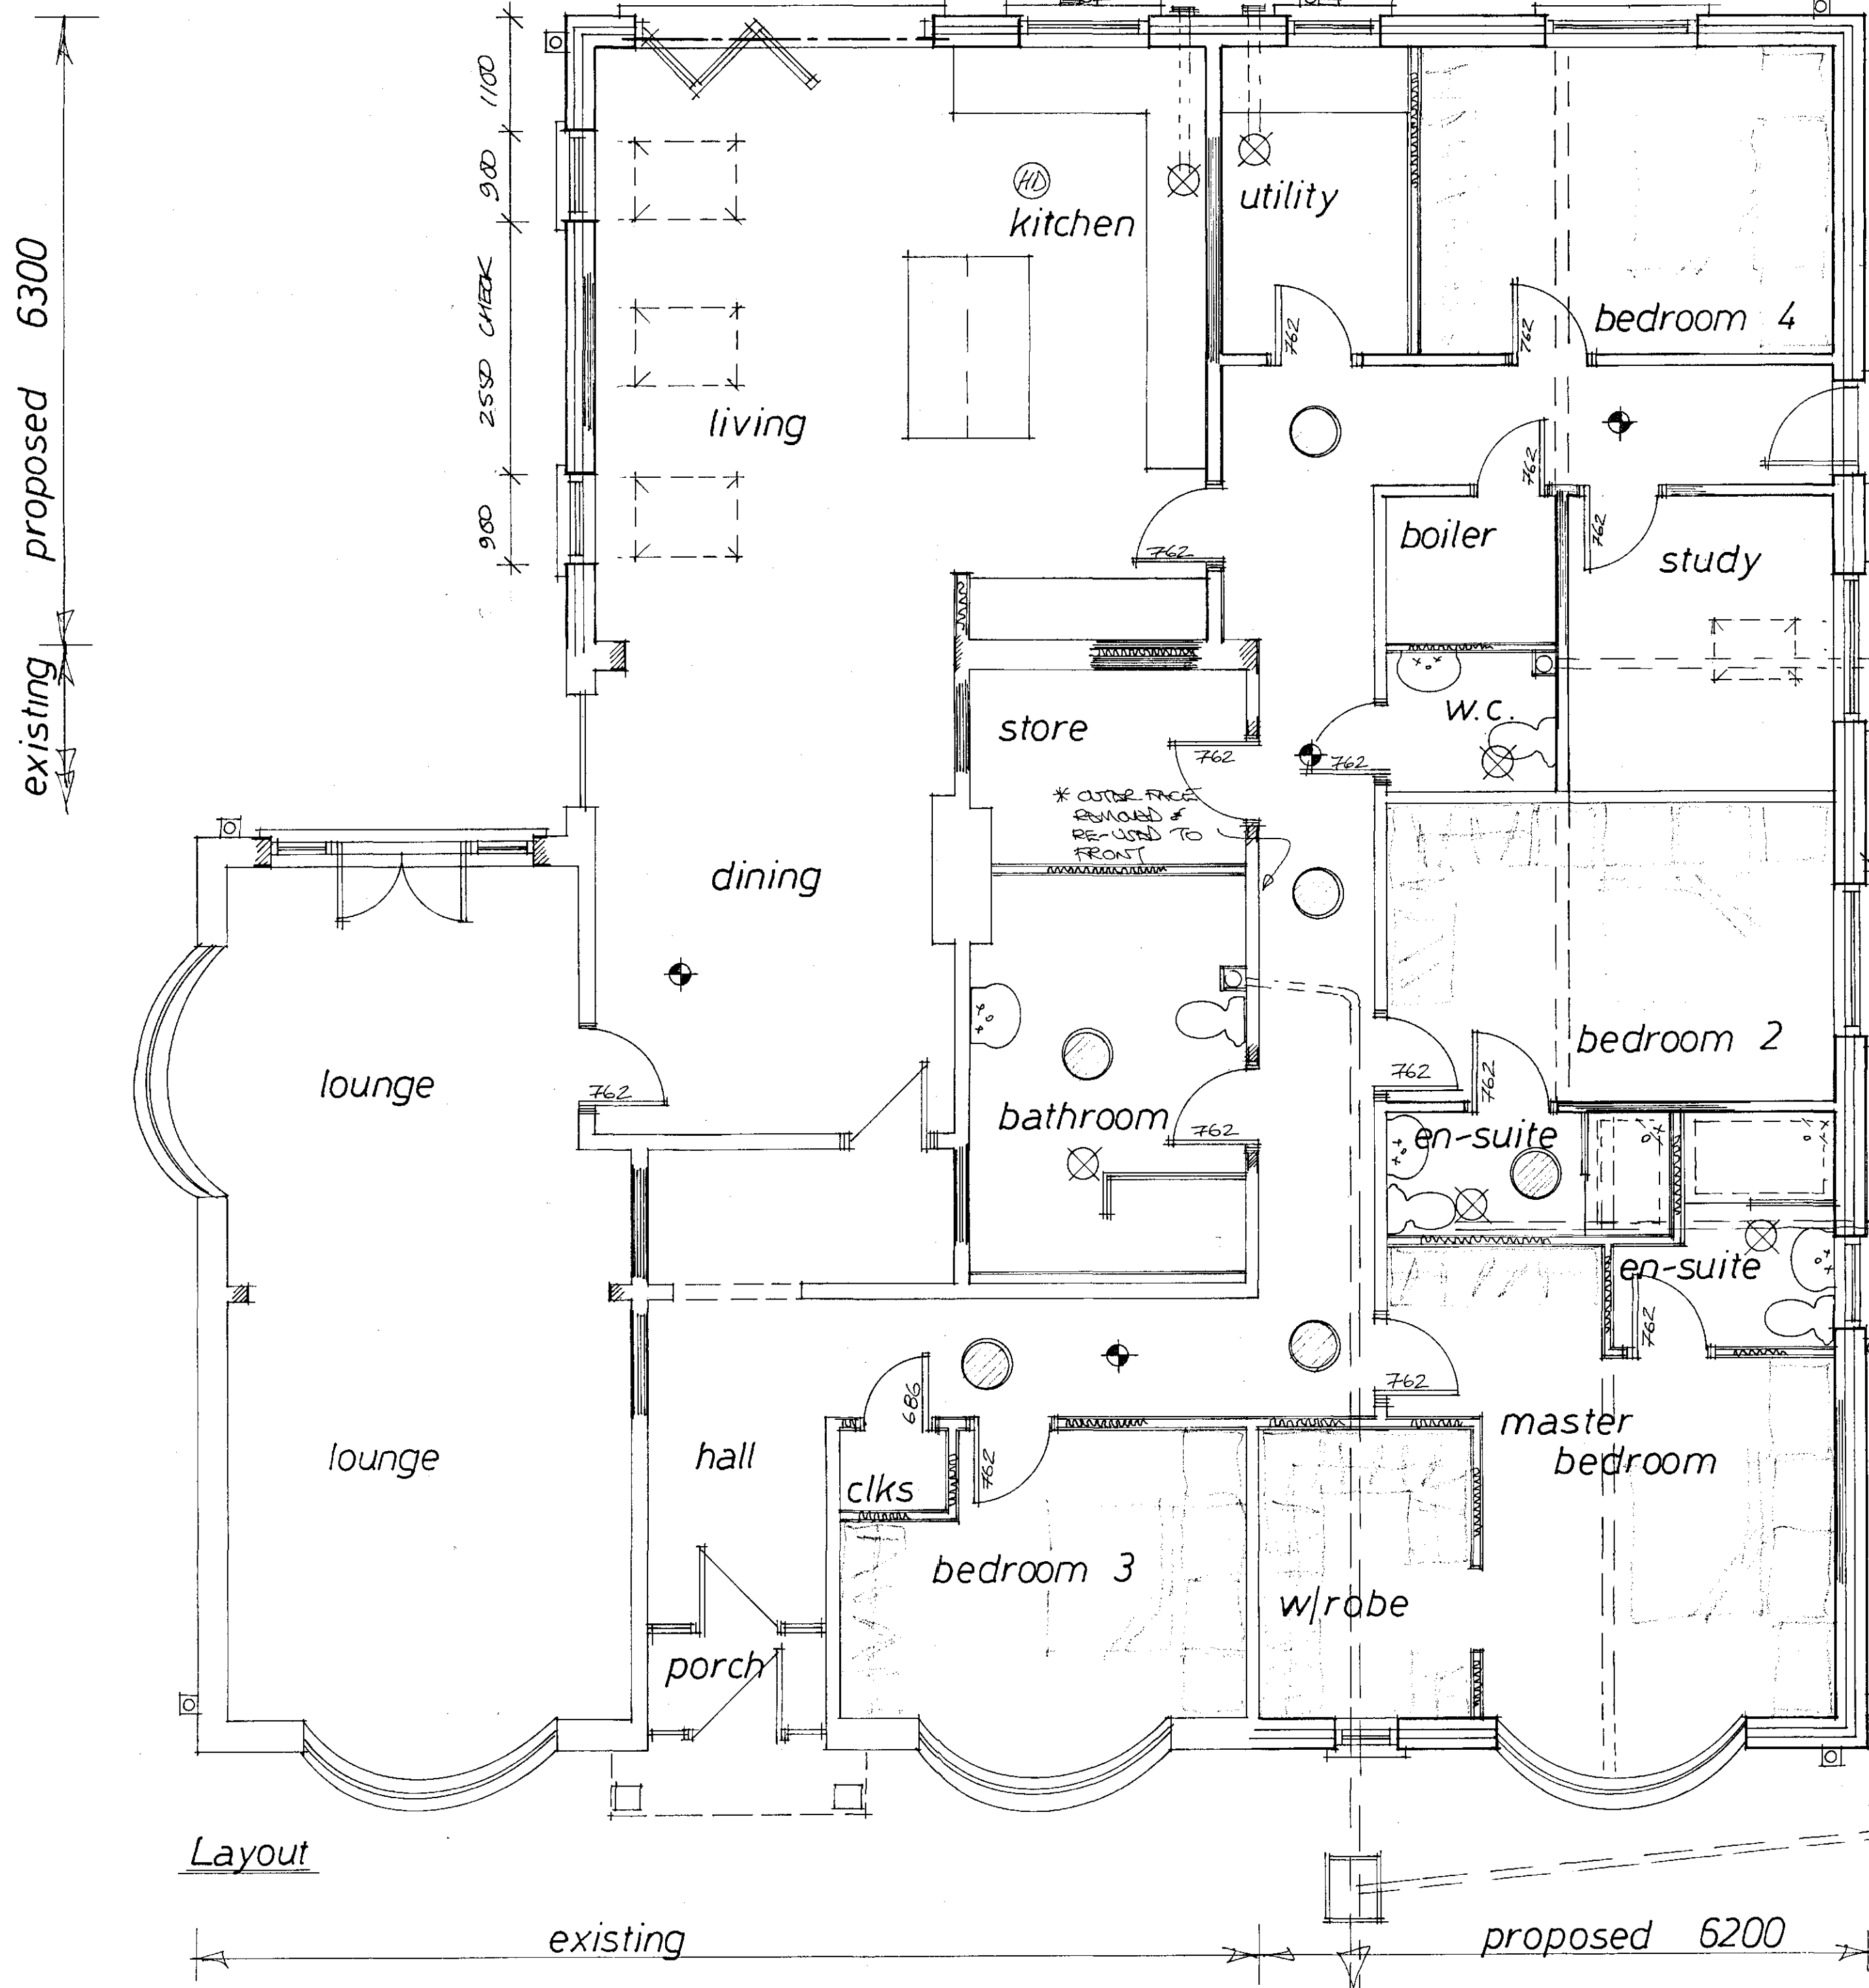 1100
900
2550 CHECK
900
proposed 6300
existing
HD
kitchen
utility
762
762
bedroom 4
living
762
762
boiler
762
study
store
762
w.c.
762
* OUTER FACE
REMOVED &
RE-USED TO
FRONT
dining
bedroom 2
lounge
762
762
762
bathroom
762
en-suite
en-suite
762
762
686
master
bedroom
lounge
hall
clks
762
bedroom 3
w/robe
porch
Layout
existing
proposed 6200